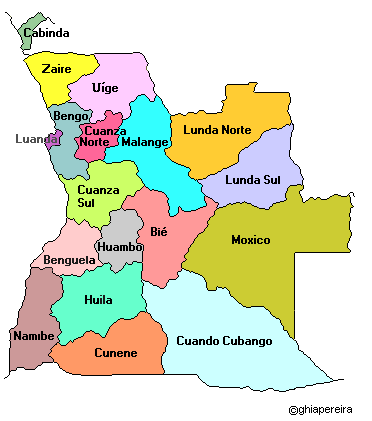 Cabinda
Zaire
Uíge
Bengo
Luanda
Cuanza
Norte
Malange
Lunda Norte
Lunda Sul
Cuanza
Sul
Bié
Huambo
Moxico
Benguela
Huila
Namibe
Cunene
Cuando Cubango
©ghiapereira